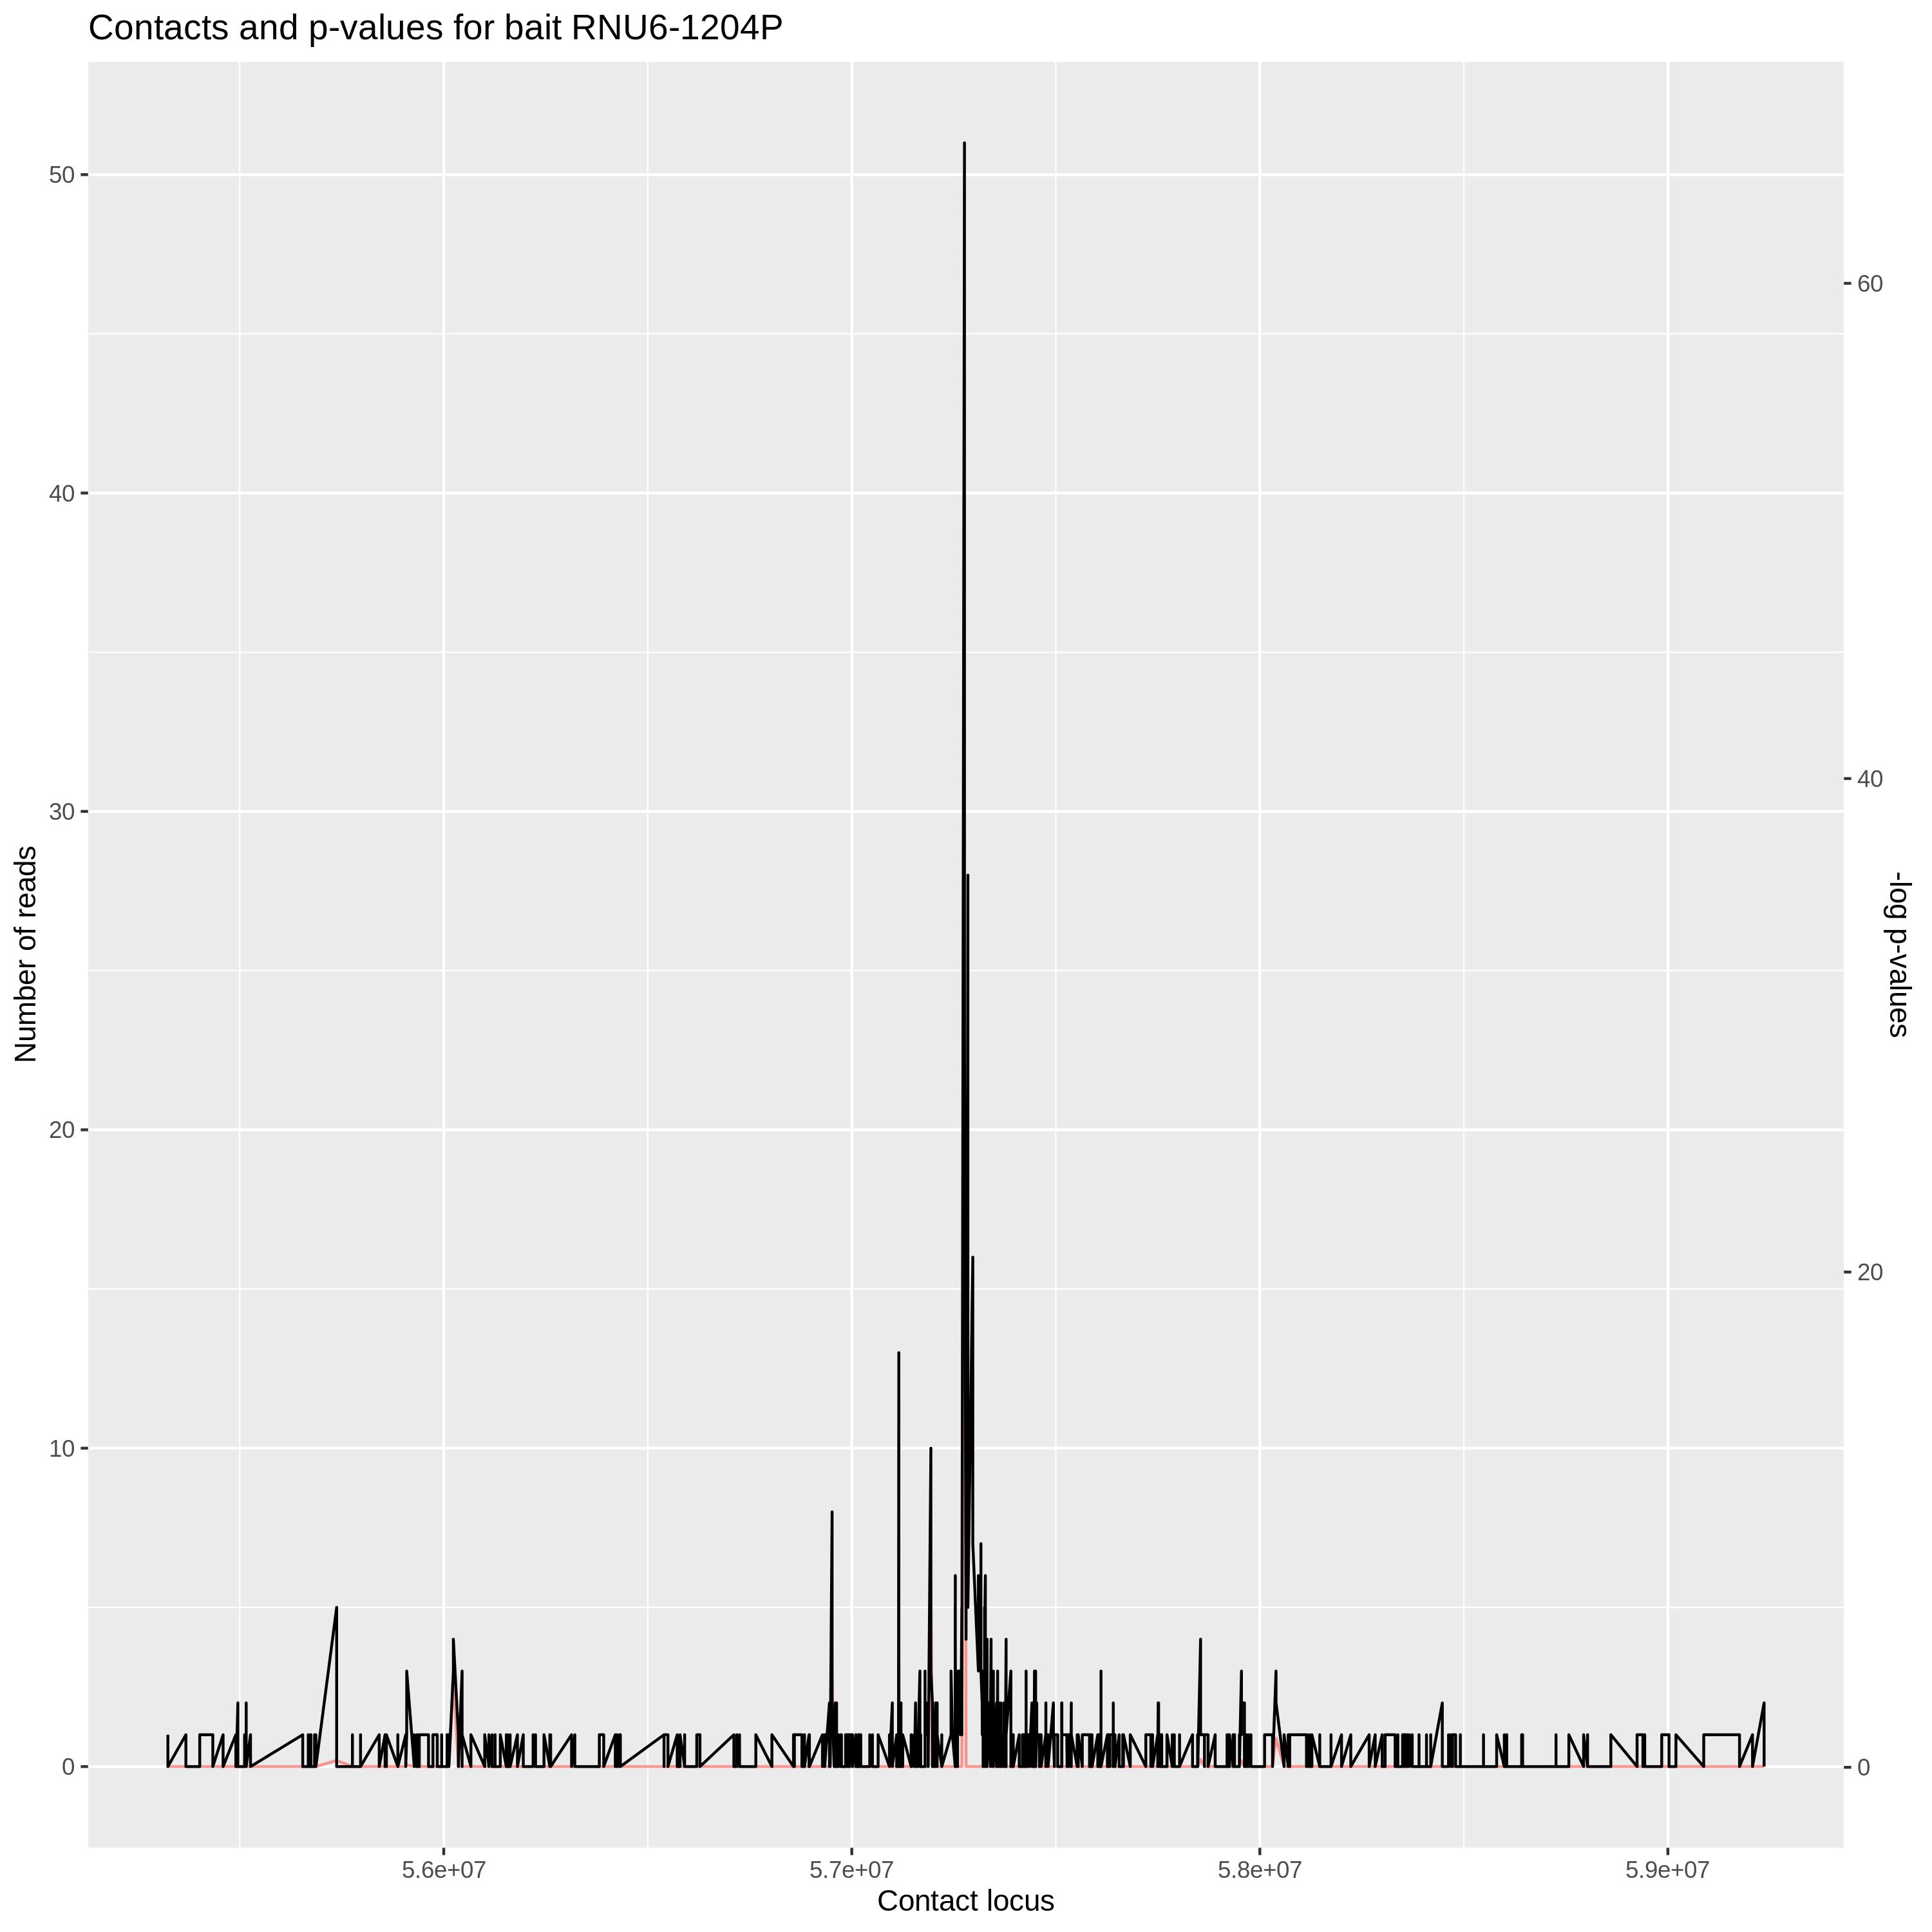 Contacts and p-values for bait RNU6-1204P
50
40
30
20
10
0
60
40
20
0
Number of reads
-log p-values
5.6e+07
5.7e+07
5.8e+07
5.9e+07
Contact locus